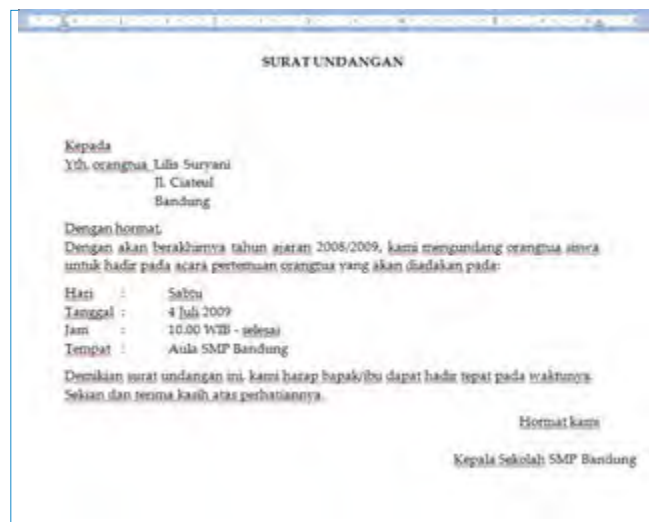 SURAT UNDANGAN
Kepada
Yth. orangtua Lilis Suryani
Jl. Ciateul
Bandung
Dengan hormat,
Dengan akan berakhirnya tahun ajaran 2008/2009, kami mengundang orangtua siswa
untuk hadir pada acara pertemuan orangtua yang akan diadakan pada:
Hari : Sabtu
Tanggal : 4 Juli 2009
Jam : 10.00 WIB - selesai
Tempat : Aula SMP Bandung
Demikian surat undangan ini, kami harap bapak/ibu dapat hadir tepat pada waktunya.
Sekian dan terima kasih atas perhatiannya.
Hormat kami
Kepala Sekolah SMP Bandung